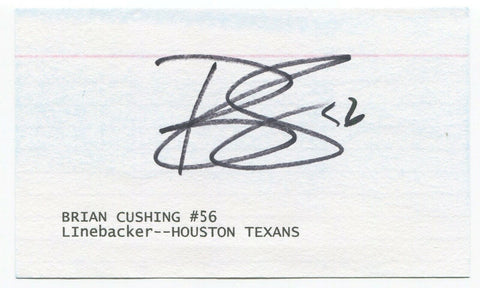 BRIAN CUSHING #56
LInebacker--HOUSTON TEXANS